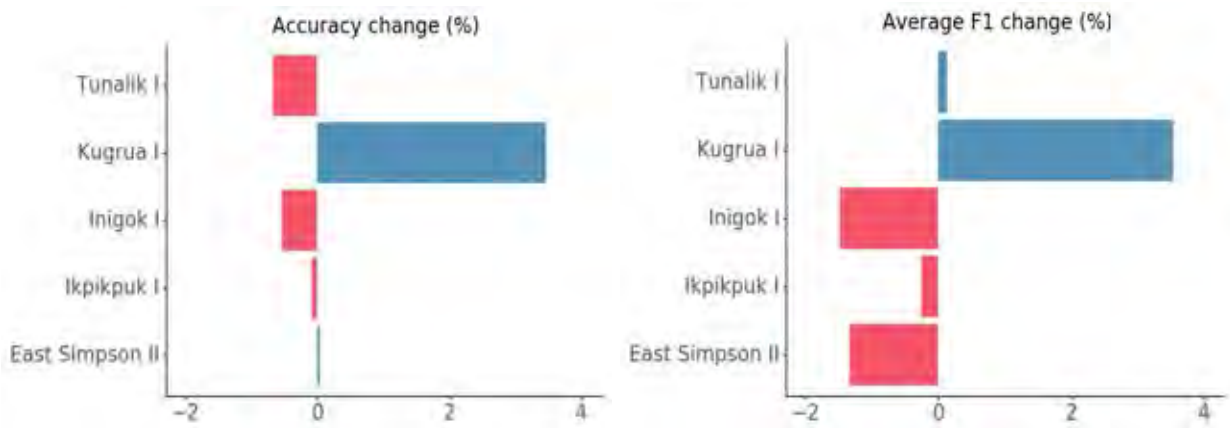 Accuracy change (%)
Tunalik I
Kugrua I
Inigok I
Ikpikpuk I
East Simpson II
−2 0 2 4
Average F1 change (%)
Tunalik I
Kugrua I
Inigok I
Ikpikpuk I
East Simpson II
−2 0 2 4